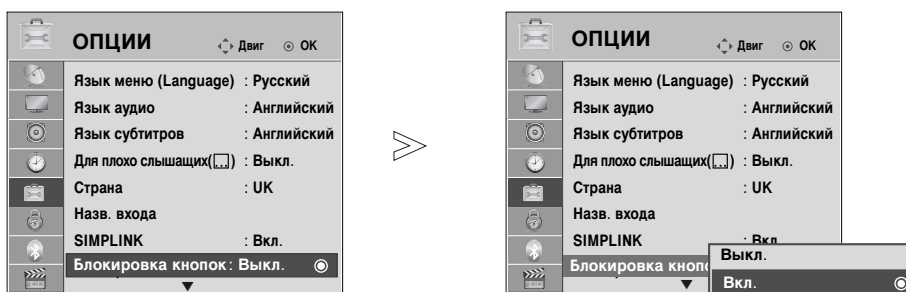 ОПЦИИ Двиг OK
Язык меню (Language) : Русский
Язык аудио : Английский
Язык субтитров : Английский
Для плохо слышащих(...) : Выкл.
Страна : UK
Назв. входа
SIMPLINK : Вкл.
Блокировка кнопок : Выкл.
ОПЦИИ Двиг OK
Язык меню (Language) : Русский
Язык аудио : Английский
Язык субтитров : Английский
Для плохо слышащих(...) : Выкл.
Страна : UK
Назв. входа
SIMPLINK : Вкл.
Блокировка кноп
Выкл.
Вкл.